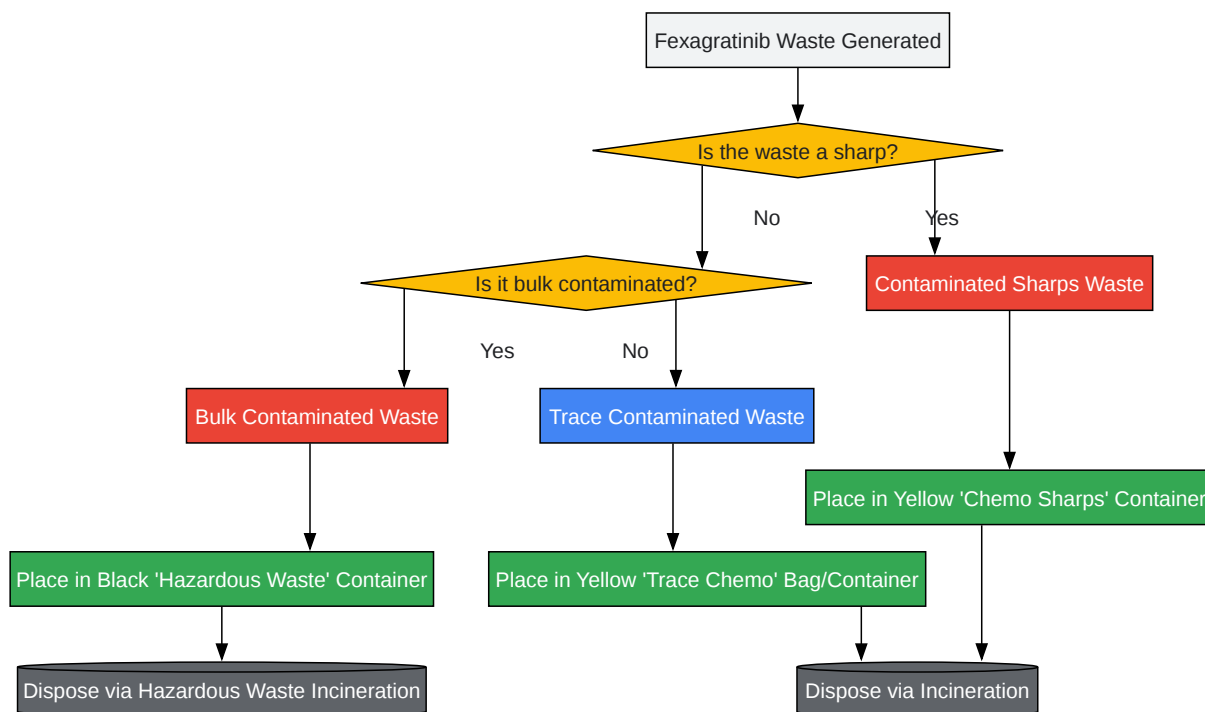 Fexagratinib Waste Generated
Is the waste a sharp?
No
Yes
Is it bulk contaminated?
Contaminated Sharps Waste
Yes
No
Bulk Contaminated Waste
Trace Contaminated Waste
Place in Yellow 'Chemo Sharps' Container
Place in Black 'Hazardous Waste' Container
Place in Yellow 'Trace Chemo' Bag/Container
Dispose via Hazardous Waste Incineration
Dispose via Incineration